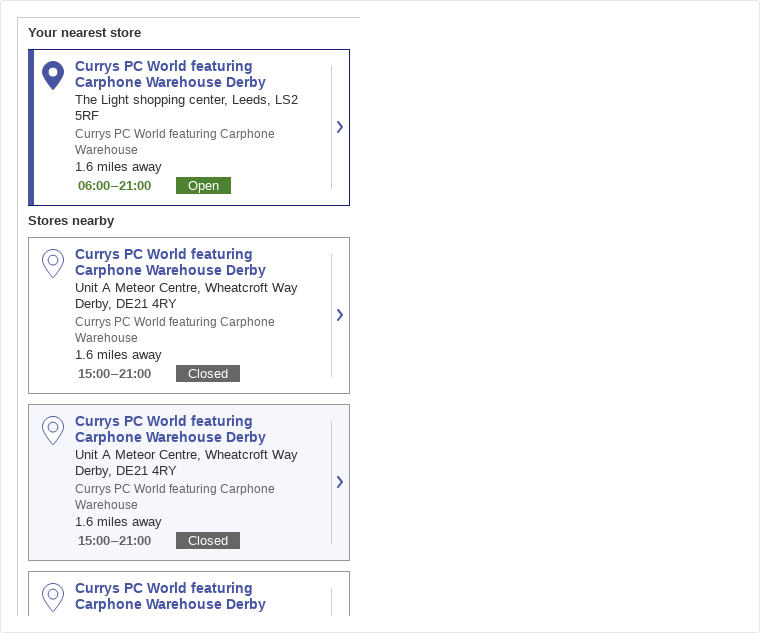 Your nearest store
Currys PC World featuring
Carphone Warehouse Derby
The Light shopping center, Leeds, LS2
5RF
Currys PC World featuring Carphone
Warehouse
1.6 miles away
06:00–21:00 Open
Stores nearby
Currys PC World featuring
Carphone Warehouse Derby
Unit A Meteor Centre, Wheatcroft Way
Derby, DE21 4RY
Currys PC World featuring Carphone
Warehouse
1.6 miles away
15:00–21:00 Closed
Currys PC World featuring
Carphone Warehouse Derby
Unit A Meteor Centre, Wheatcroft Way
Derby, DE21 4RY
Currys PC World featuring Carphone
Warehouse
1.6 miles away
15:00–21:00 Closed
Currys PC World featuring
Carphone Warehouse Derby